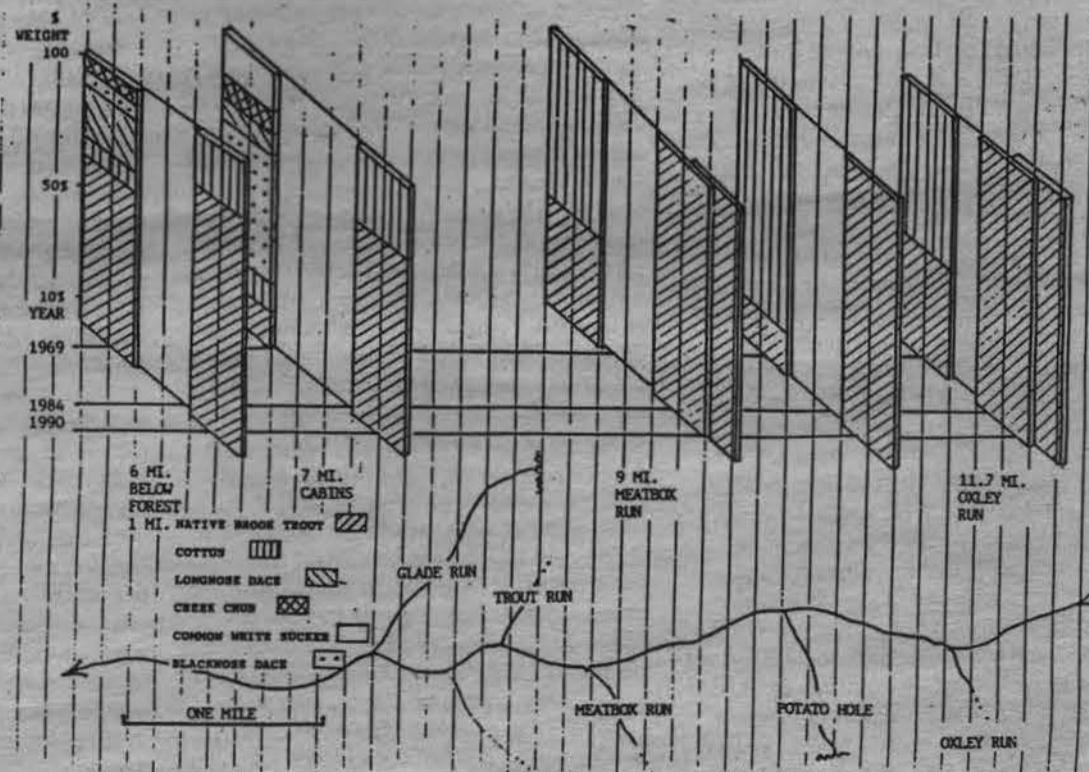 %
WEIGHT
100
50%
10%
YEAR
1969
1984
1990
6 MI.
BELOW
FOREST
1 MI.
7 MI.
CABINS
9 MI.
MEATBOX
RUN
11.7 MI.
OXLEY
RUN
NATIVE BROOK TROUT
COTTUS
LONGNOSE DACE
CREEK CHUB
COMMON WHITE SUCKER
BLACKNOSE DACE
ONE MILE
GLADE RUN
TROUT RUN
MEATBOX RUN
POTATO HOLE
OXLEY RUN